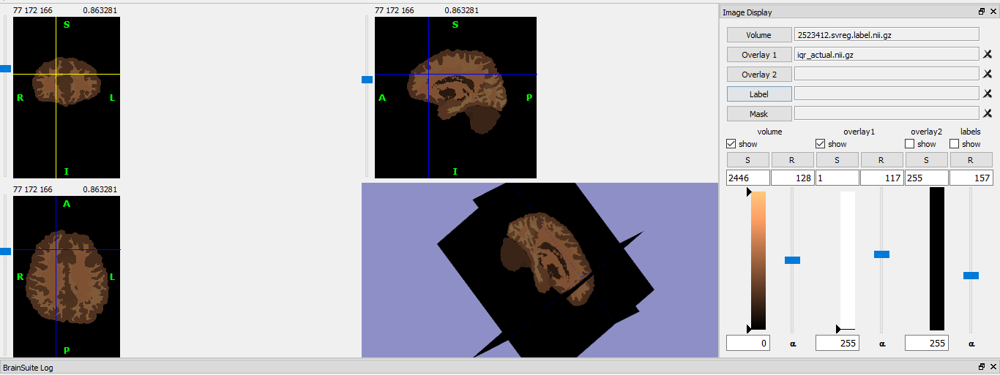 77 172 166 0.863281
S
R L
I
77 172 166 0.863281
S
A P
I
77 172 166 0.863281
A
R L
P
Image Display
Volume 2523412.svreg.label.nii.gz
Overlay 1 iqr_actual.nii.gz
Overlay 2
Label
Mask
volume overlay1 overlay2 labels
show show show show
S R S R S R
2446 128 1 117 255 157
0 α 255 α 255 α
BrainSuite Log